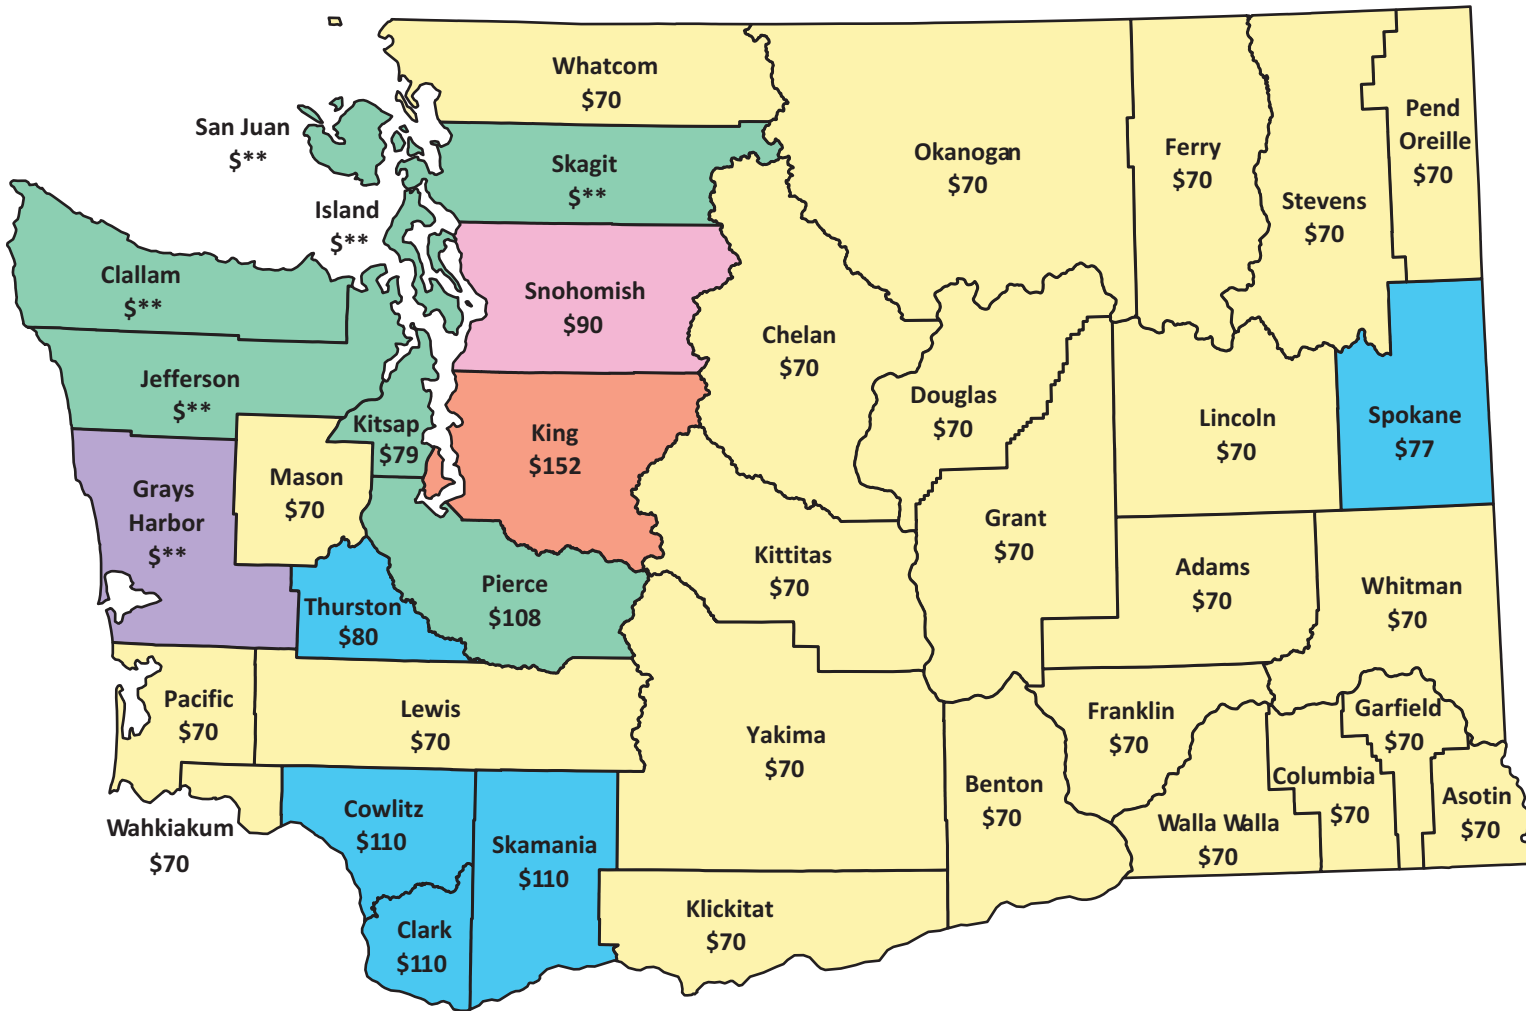 Whatcom
$70
San Juan
$**
Skagit
$**
Island
$**
Okanogan
$70
Ferry
$70
Stevens
$70
Pend
Oreille
$70
Clallam
$**
Snohomish
$90
Chelan
$70
Jefferson
$**
Kitsap
$79
King
$152
Douglas
$70
Lincoln
$70
Spokane
$77
Grays
Harbor
$**
Mason
$70
Grant
$70
Kittitas
$70
Adams
$70
Whitman
$70
Thurston
$80
Pierce
$108
Pacific
$70
Lewis
$70
Yakima
$70
Franklin
$70
Garfield
$70
Benton
$70
Columbia
$70
Asotin
$70
Walla Walla
$70
Wahkiakum
$70
Cowlitz
$110
Skamania
$110
Clark
$110
Klickitat
$70